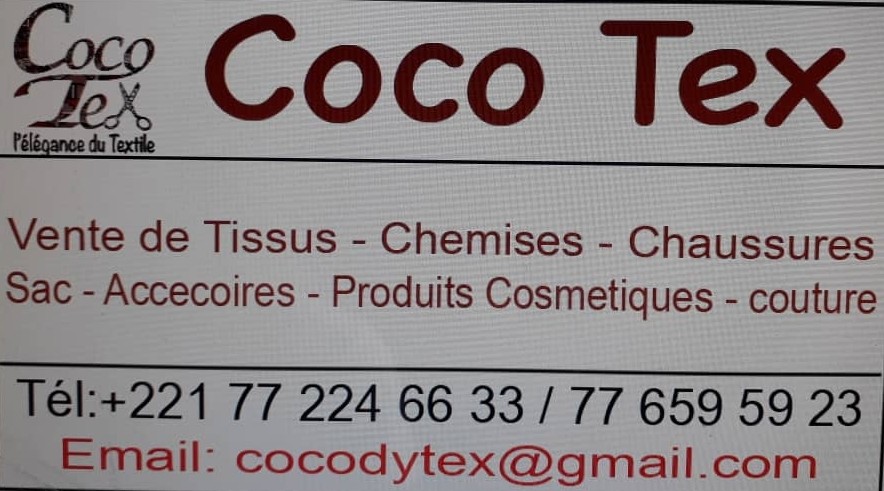 Coco
Tex
l'élégance du Textile
Coco Tex
Vente de Tissus - Chemises - Chaussures
Sac - Accecoires - Produits Cosmetiques - couture
Tél:+221 77 224 66 33 / 77 659 59 23
Email: cocodytex@gmail.com